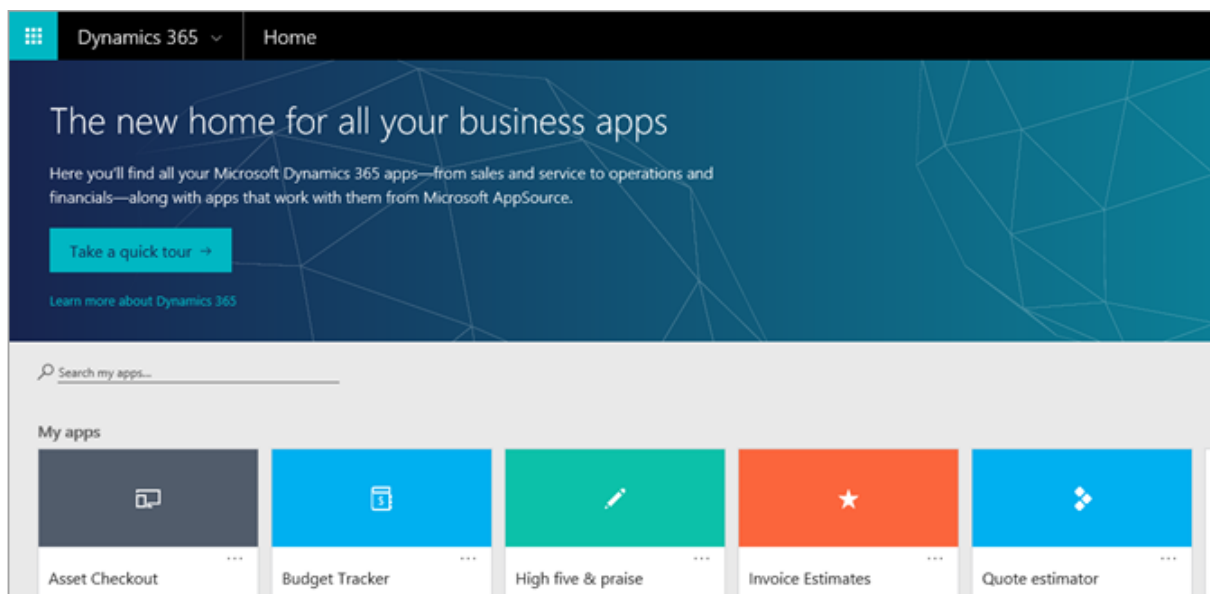 Dynamics 365 Home
The new home for all your business apps
Here you'll find all your Microsoft Dynamics 365 apps—from sales and service to operations and
financials—along with apps that work with them from Microsoft AppSource.
Take a quick tour →
Learn more about Dynamics 365
Search my apps...
My apps
Asset Checkout
Budget Tracker
High five & praise
Invoice Estimates
Quote estimator